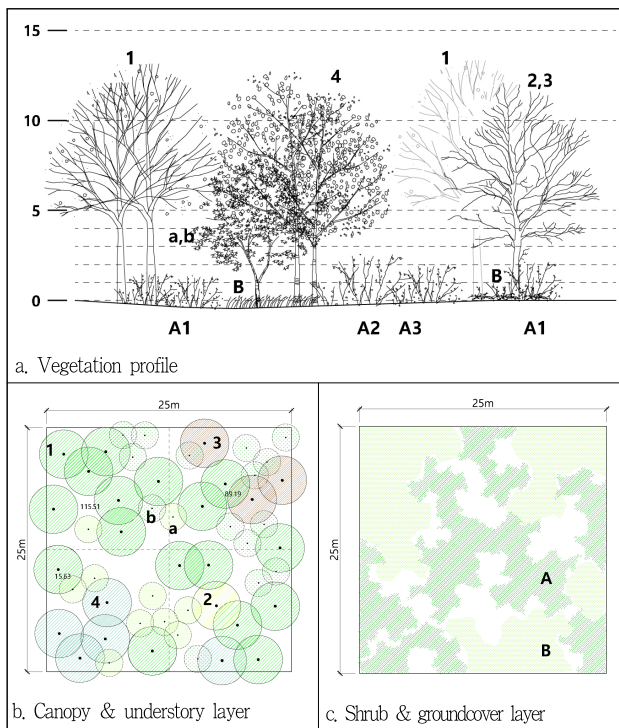 15
1
1
4
2,3
10
5
a,b
B
B
0
A1
A2
A3
A1
a. Vegetation profile
25m
25m
1
3
89.19
115.51
b
a
25m
25m
15.63
4
2
A
B
b. Canopy & understory layer
c. Shrub & groundcover layer